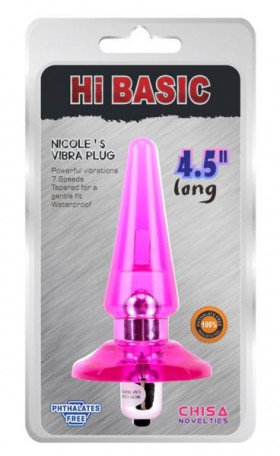 Hi BASIC
NICOLE'S
VIBRA PLUG
Powerful vibrations
7 Speeds
Tapered for a
gentle fit
Waterproof
4.5"
long
100%
PHTHALATES
FREE
CHISA
NOVELTIES